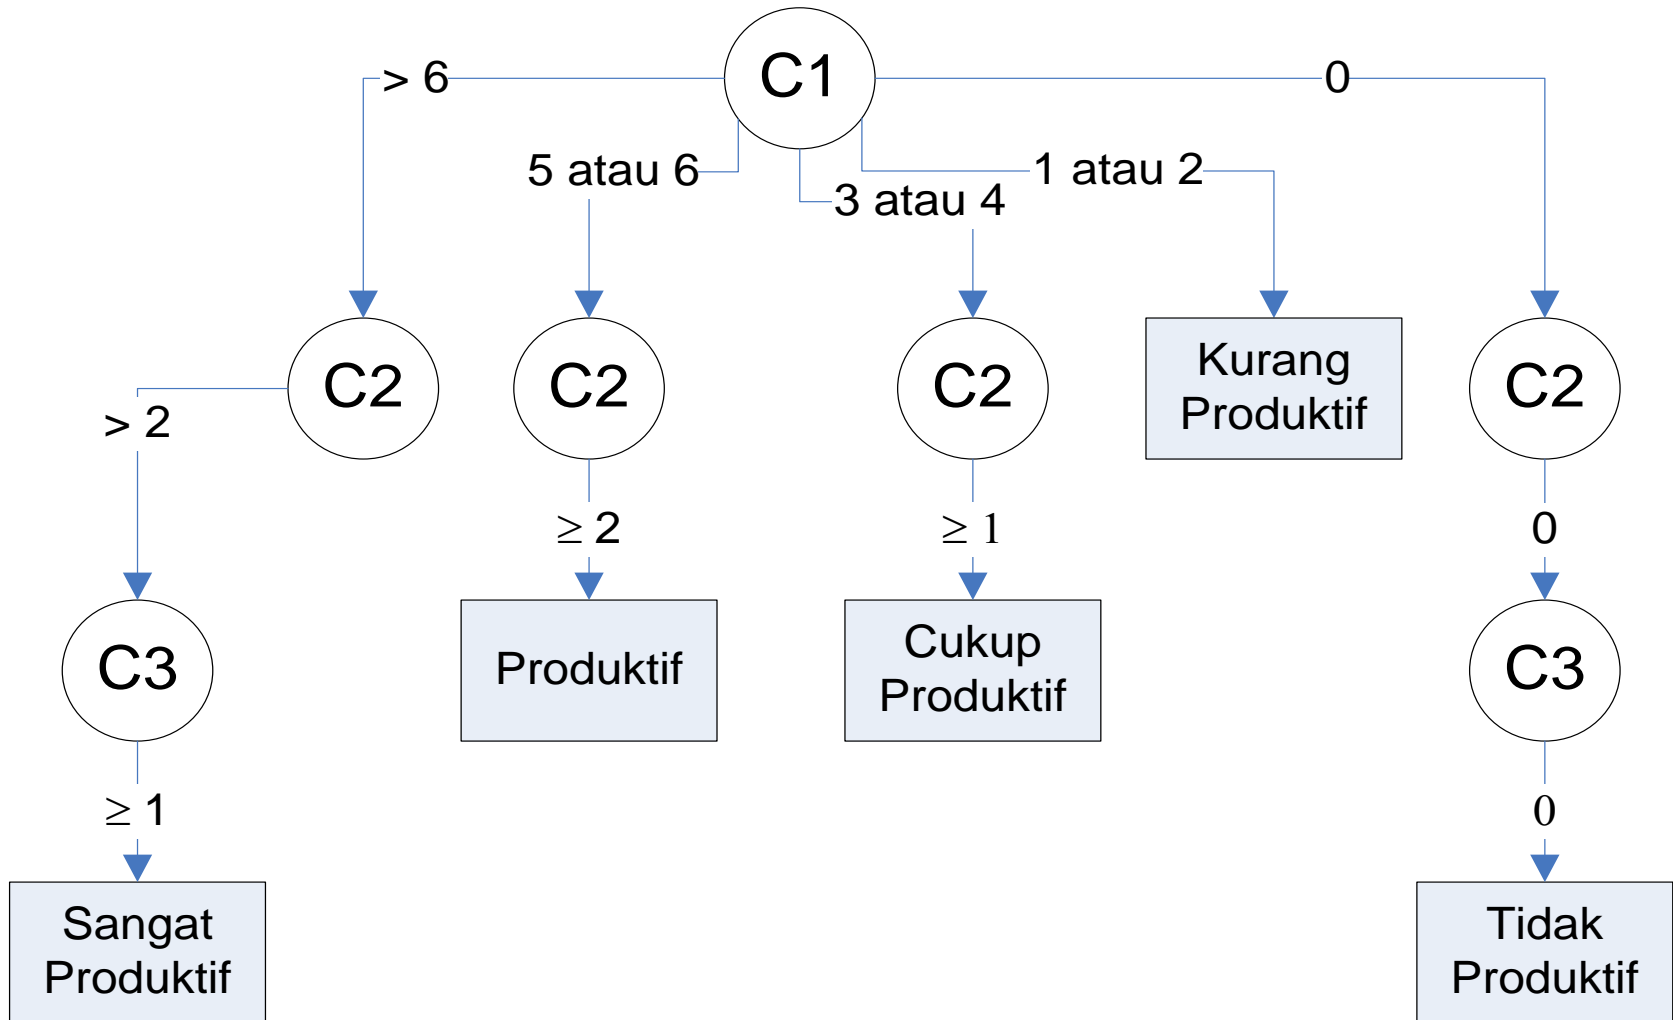 C1
> 6
0
5 atau 6
1 atau 2
3 atau 4
C2
C2
C2
Kurang
Produktif
C2
> 2
≥ 2
≥ 1
0
C3
Produktif
Cukup
Produktif
C3
≥ 1
0
Sangat
Produktif
Tidak
Produktif